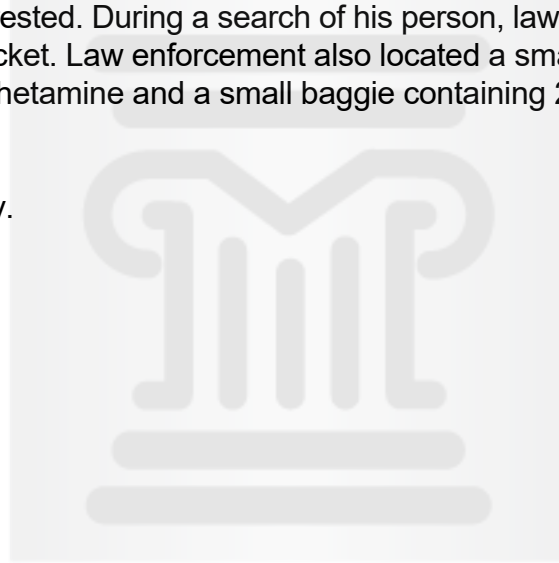 ested. During a search of his person, law
cket. Law enforcement also located a sma
hetamine and a small baggie containing 2
y.